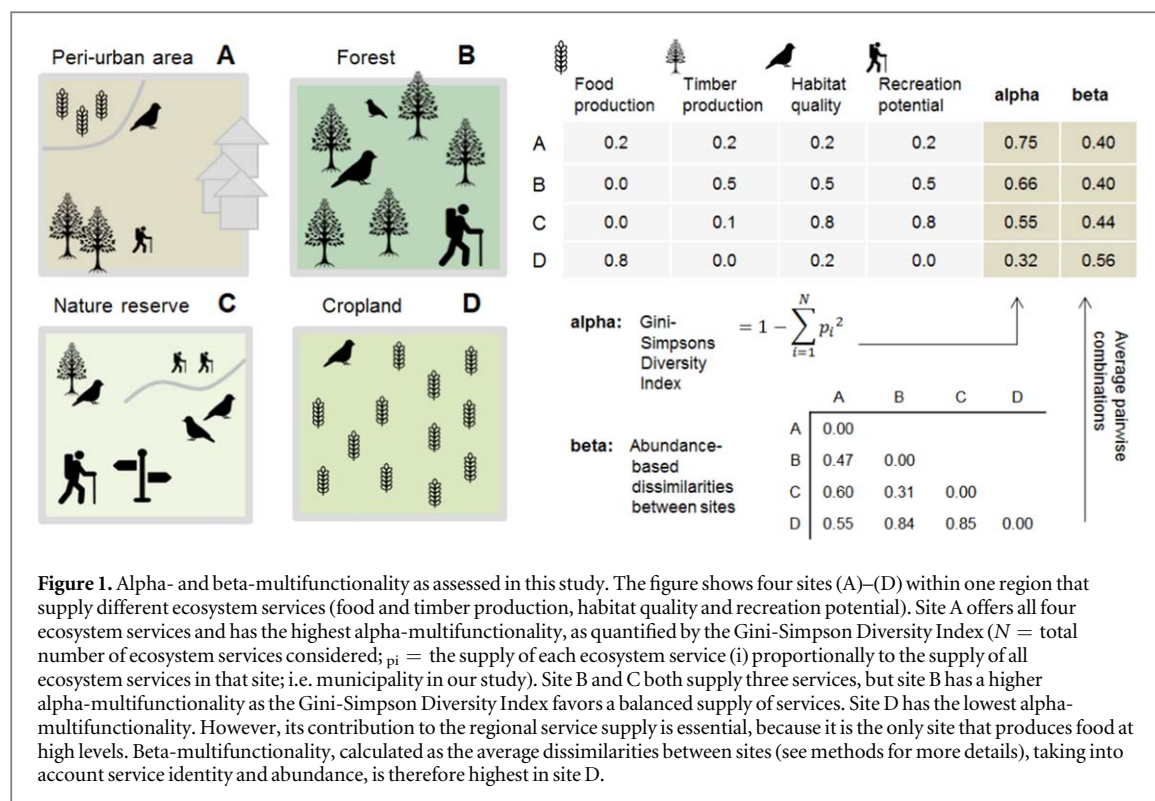 Peri-urban area A
Forest B
Nature reserve C
Cropland D
Food production Timber production Habitat quality Recreation potential alpha beta
A 0.2 0.2 0.2 0.2 0.75 0.40
B 0.0 0.5 0.5 0.5 0.66 0.40
C 0.0 0.1 0.8 0.8 0.55 0.44
D 0.8 0.0 0.2 0.0 0.32 0.56
alpha: Gini-
Simpsons
Diversity
Index
= 1 − ∑ᵢ₌₁ᴺ pᵢ²
Average pairwise
combinations
beta: Abundance-
based
dissimilarities
between sites
A B C D
A 0.00
B 0.47 0.00
C 0.60 0.31 0.00
D 0.55 0.84 0.85 0.00
Figure 1. Alpha- and beta-multifunctionality as assessed in this study. The figure shows four sites (A)–(D) within one region that
supply different ecosystem services (food and timber production, habitat quality and recreation potential). Site A offers all four
ecosystem services and has the highest alpha-multifunctionality, as quantified by the Gini-Simpson Diversity Index (N = total
number of ecosystem services considered; pi = the supply of each ecosystem service (i) proportionally to the supply of all
ecosystem services in that site; i.e. municipality in our study). Site B and C both supply three services, but site B has a higher
alpha-multifunctionality as the Gini-Simpson Diversity Index favors a balanced supply of services. Site D has the lowest alpha-
multifunctionality. However, its contribution to the regional service supply is essential, because it is the only site that produces food at
high levels. Beta-multifunctionality, calculated as the average dissimilarities between sites (see methods for more details), taking into
account service identity and abundance, is therefore highest in site D.